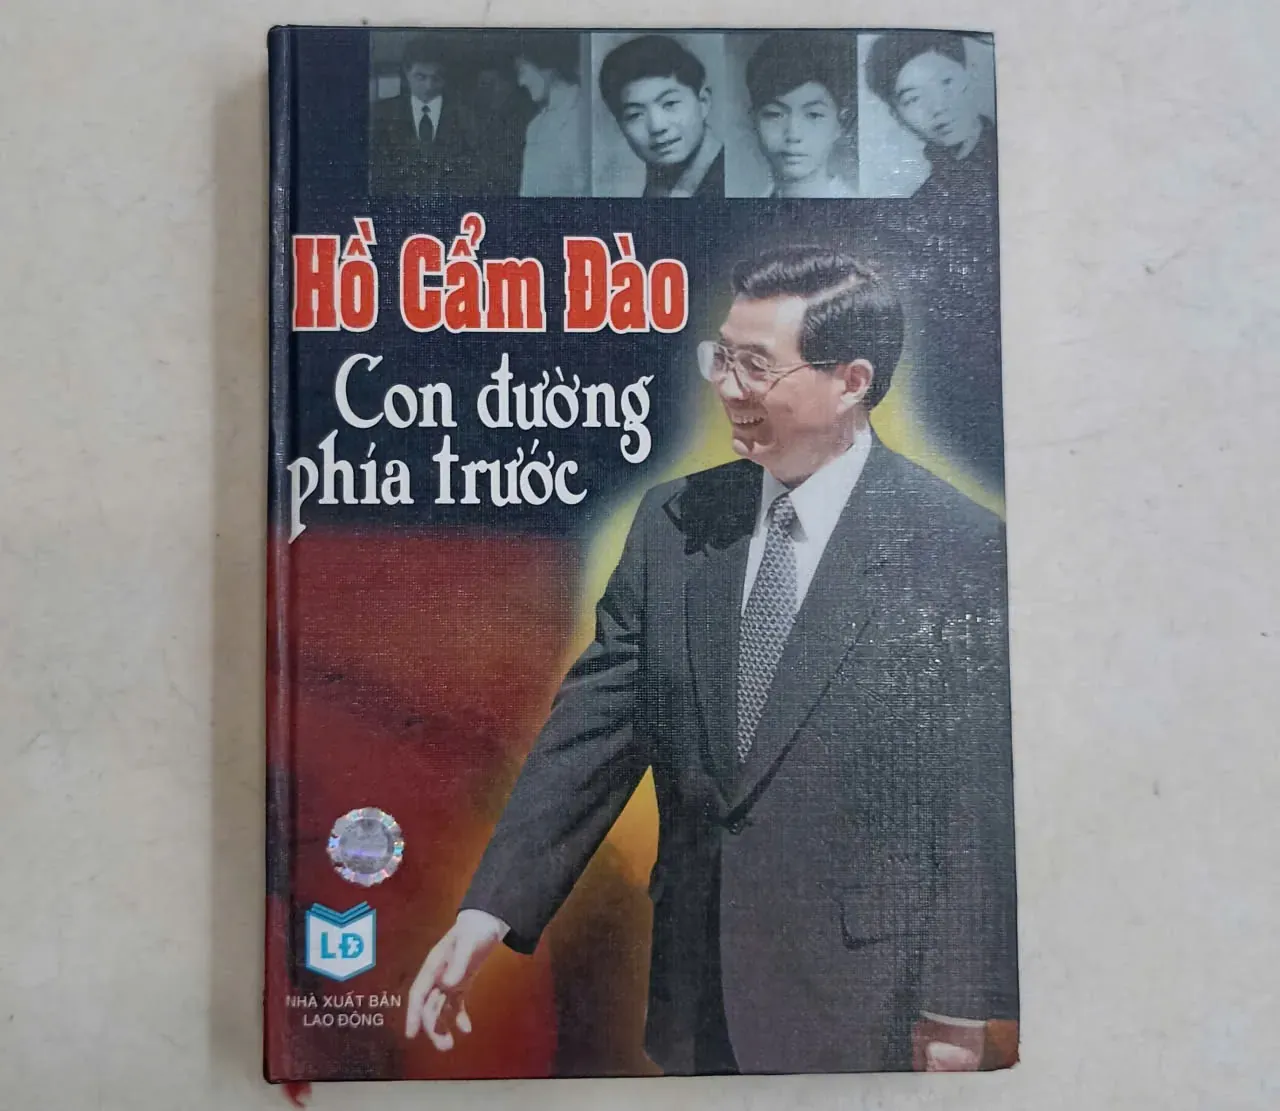 Hồ Cẩm Đào
Con đường
phía trước
LĐ
NHÀ XUẤT BẢN
LAO ĐỘNG